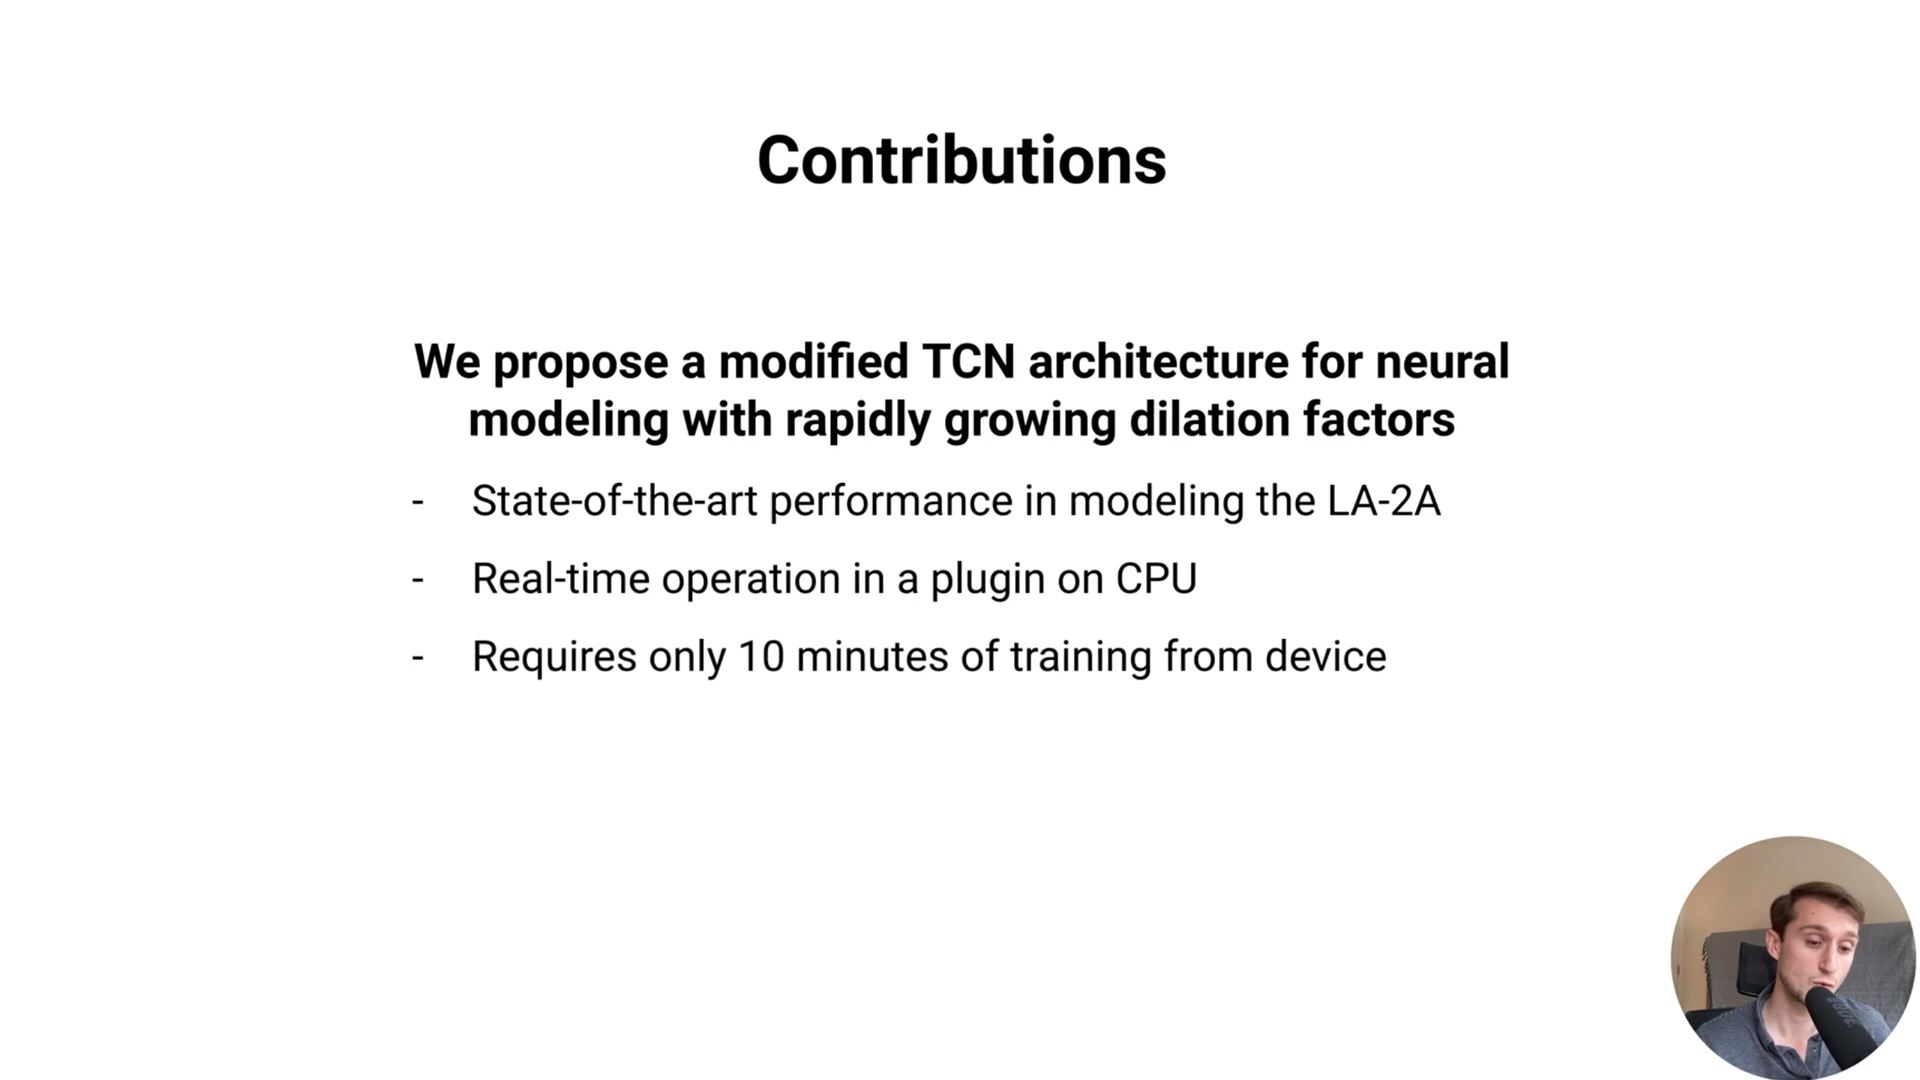 Contributions
We propose a modified TCN architecture for neural
modeling with rapidly growing dilation factors
- State-of-the-art performance in modeling the LA-2A
- Real-time operation in a plugin on CPU
- Requires only 10 minutes of training from device